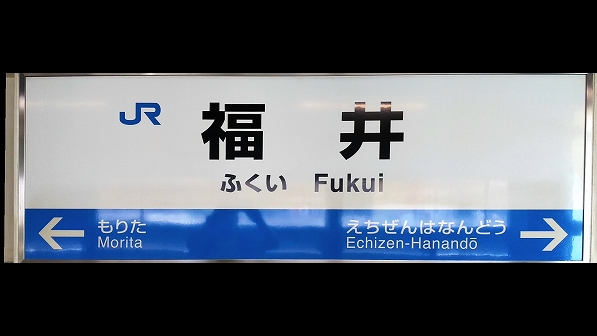 JR 福井
ふくい Fukui
← もりた えちぜんはなんどう →
Morita Echizen-Hanandō